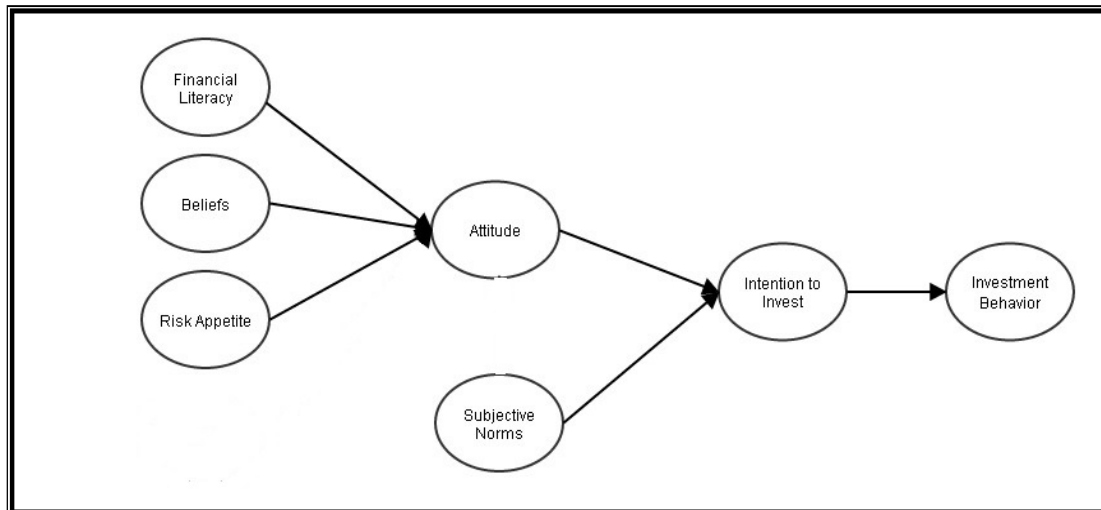 Financial
Literacy
Beliefs
Risk Appetite
Attitude
Subjective
Norms
Intention to
Invest
Investment
Behavior